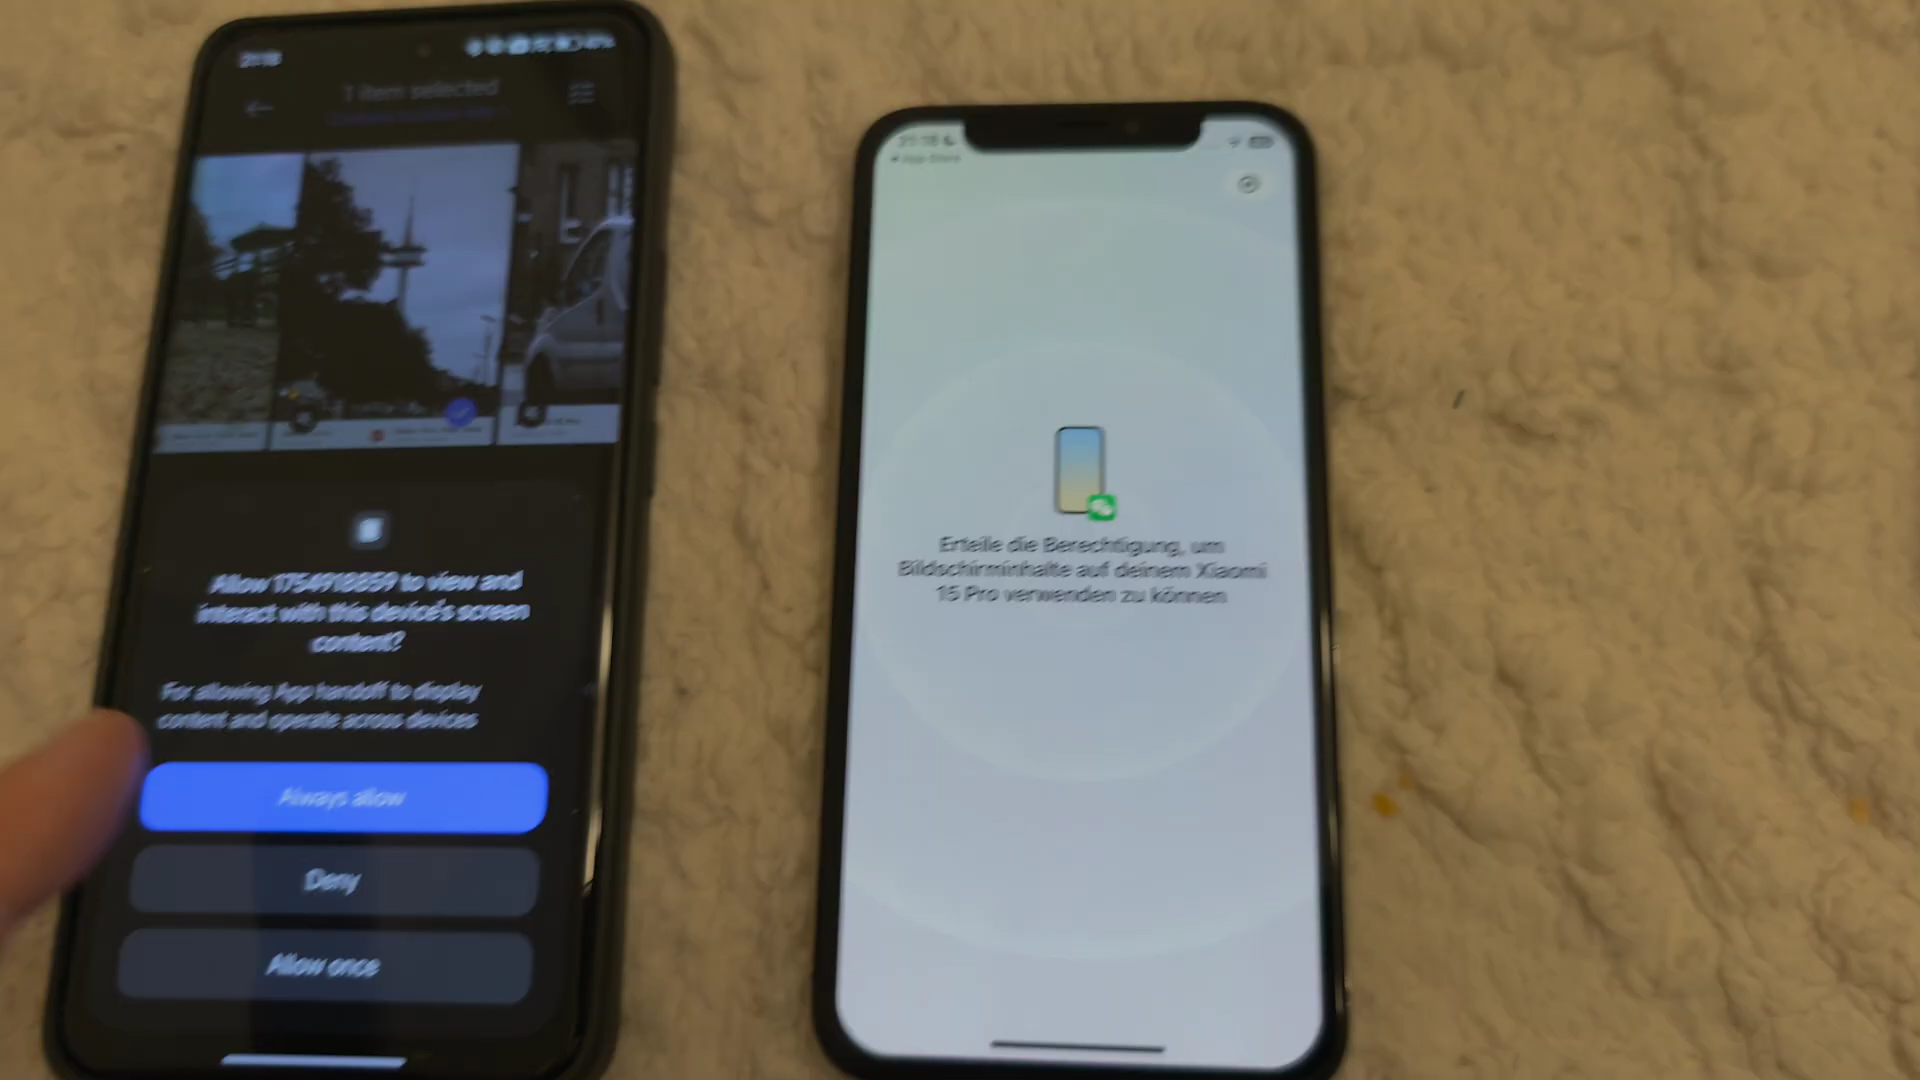 21:18
1 item selected
Allow 1754918859 to view and
interact with this device's screen
content?
For allowing App handoff to display
content and operate across devices
Always allow
Deny
Allow once
21:18
App Store
Erteile die Berechtigung, um
Bildschirminhalte auf deinem Xiaomi
15 Pro verwenden zu können